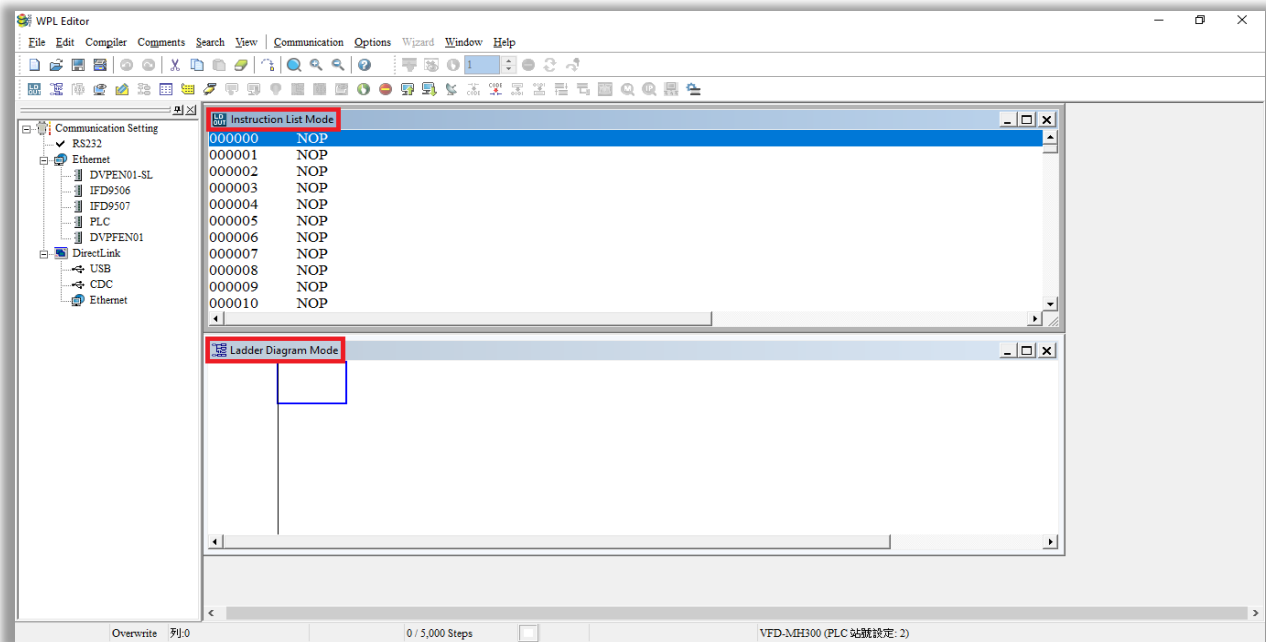 WPL Editor
File Edit Compiler Comments Search View Communication Options Wizard Window Help
1
Communication Setting
RS232
Ethernet
DVPEN01-SL
IFD9506
IFD9507
PLC
DVPFEN01
DirectLink
USB
CDC
Ethernet
Instruction List Mode
000000 NOP
000001 NOP
000002 NOP
000003 NOP
000004 NOP
000005 NOP
000006 NOP
000007 NOP
000008 NOP
000009 NOP
000010 NOP
Ladder Diagram Mode
Overwrite 列:0 0 / 5,000 Steps VFD-MH300 (PLC 站號設定: 2)